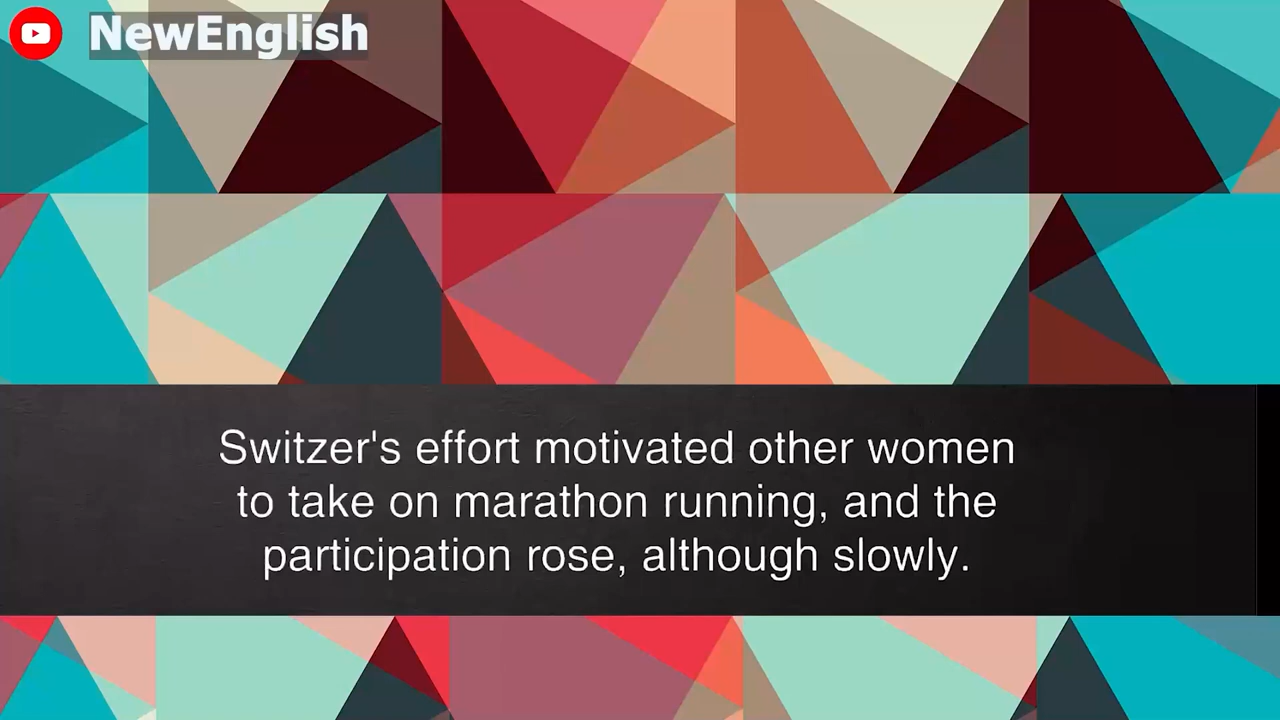 NewEnglish
Switzer's effort motivated other women
to take on marathon running, and the
participation rose, although slowly.